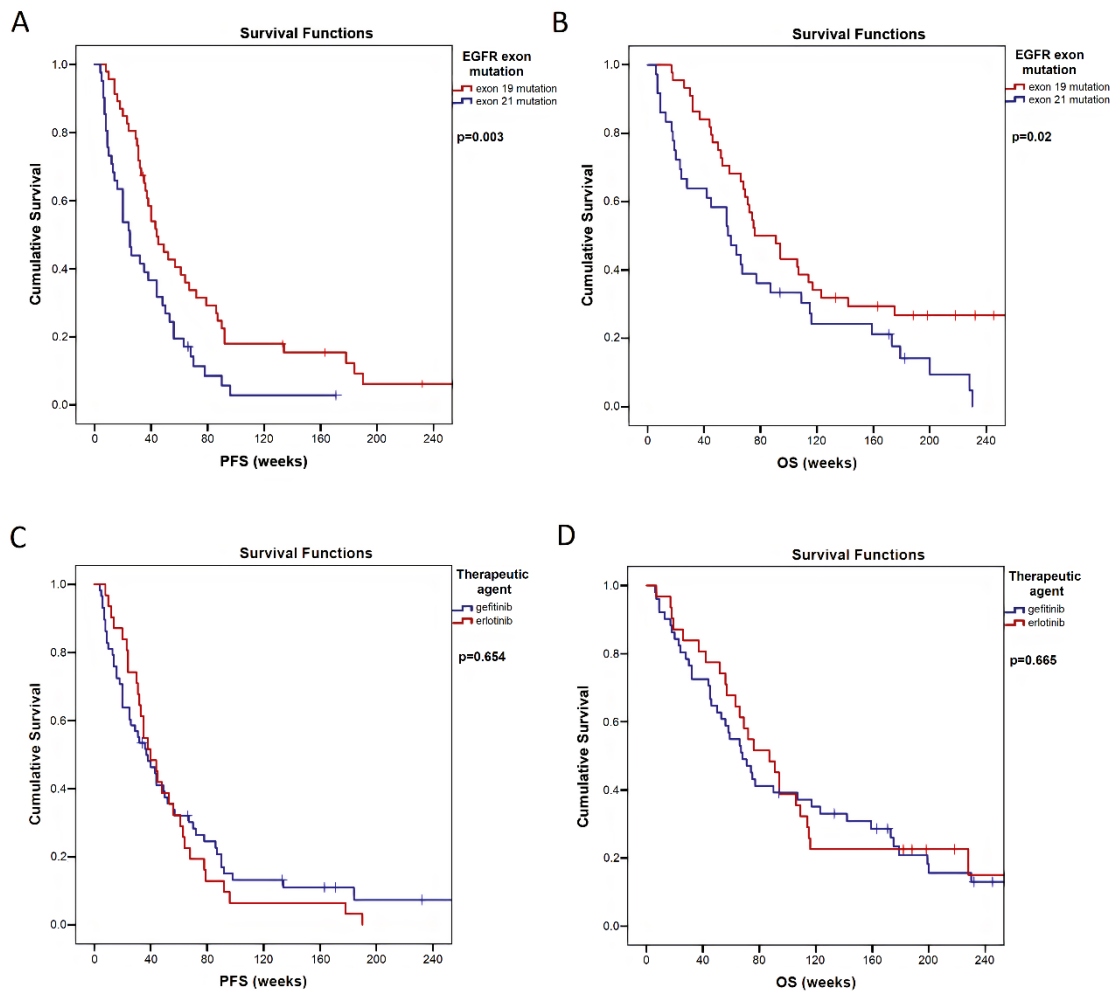 A
Survival Functions
EGFR exon
mutation
exon 19 mutation
exon 21 mutation
p=0.003
1.0
0.8
0.6
0.4
0.2
0.0
Cumulative Survival
0 40 80 120 160 200 240
PFS (weeks)
B
Survival Functions
EGFR exon
mutation
exon 19 mutation
exon 21 mutation
p=0.02
1.0
0.8
0.6
0.4
0.2
0.0
Cumulative Survival
0 40 80 120 160 200 240
OS (weeks)
C
Survival Functions
Therapeutic
agent
gefitinib
erlotinib
p=0.654
1.0
0.8
0.6
0.4
0.2
0.0
Cumulative Survival
0 40 80 120 160 200 240
PFS (weeks)
D
Survival Functions
Therapeutic
agent
gefitinib
erlotinib
p=0.665
1.0
0.8
0.6
0.4
0.2
0.0
Cumulative Survival
0 40 80 120 160 200 240
OS (weeks)